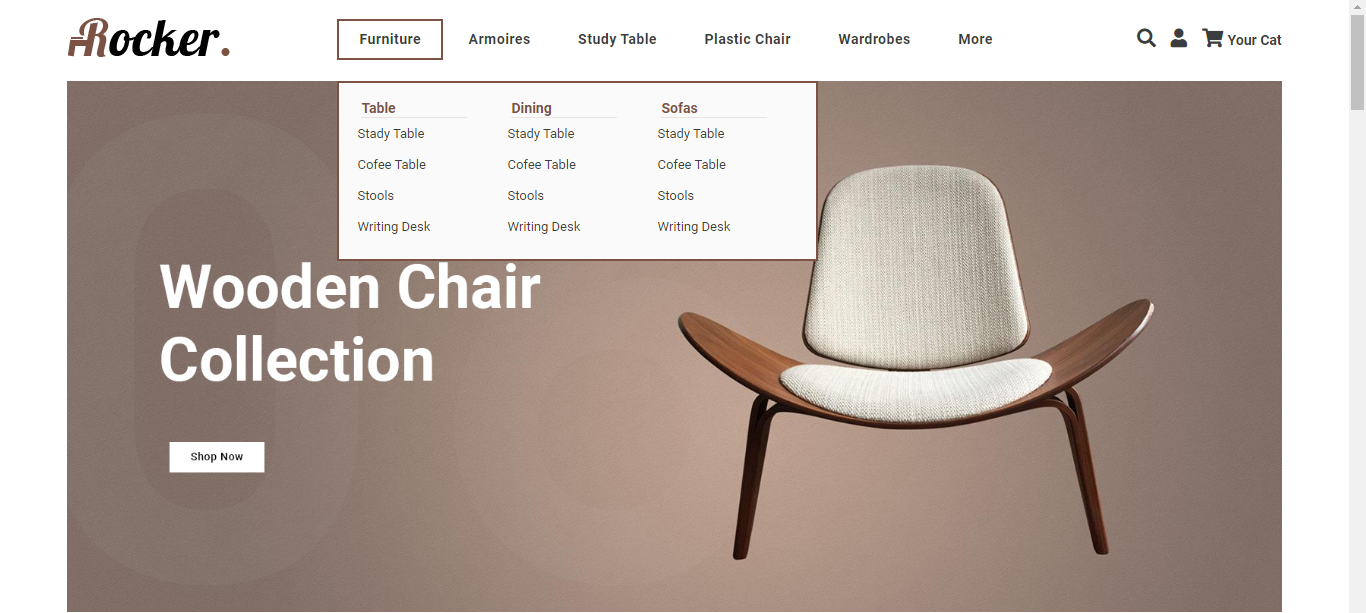 Rocker.
Furniture
Armoires
Study Table
Plastic Chair
Wardrobes
More
Your Cat
Table
Stady Table
Cofee Table
Stools
Writing Desk
Dining
Stady Table
Cofee Table
Stools
Writing Desk
Sofas
Stady Table
Cofee Table
Stools
Writing Desk
Wooden Chair
Collection
Shop Now